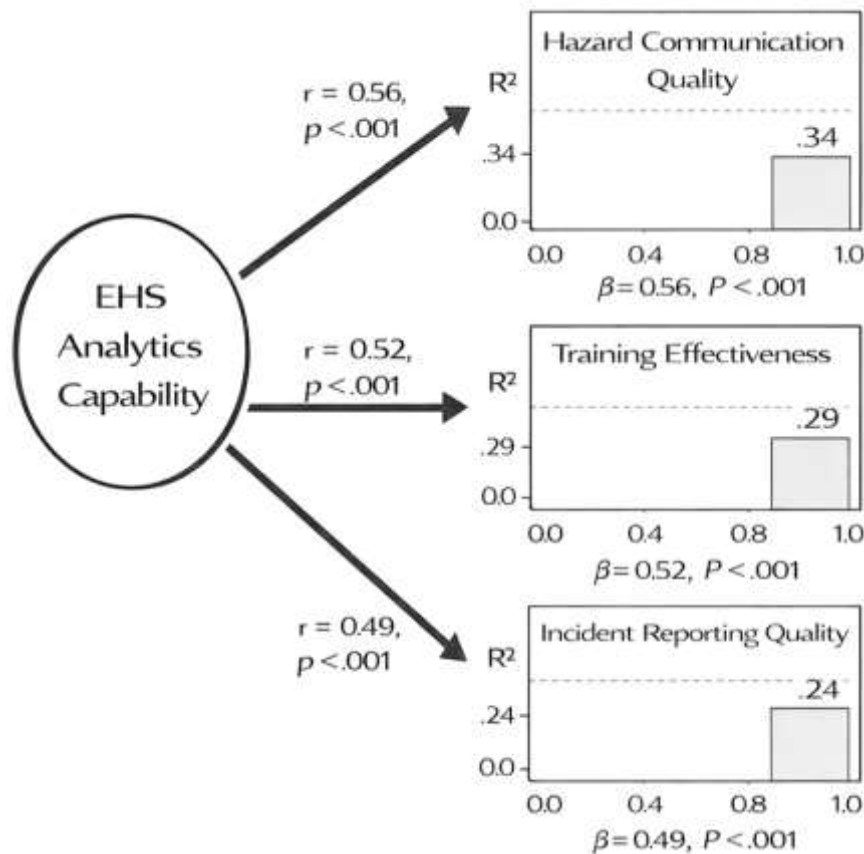 EHS
Analytics
Capability
r = 0.56,
p < .001
r = 0.52,
p < .001
r = 0.49,
p < .001
Hazard Communication
Quality
R²
.34
.34
0.0
0.0 0.4 0.8 1.0
β = 0.56, P < .001
Training Effectiveness
R²
.29
.29
0.0
0.0 0.4 0.8 1.0
β = 0.52, P < .001
Incident Reporting Quality
R²
.24
.24
0.0
0.0 0.4 0.8 1.0
β = 0.49, P < .001